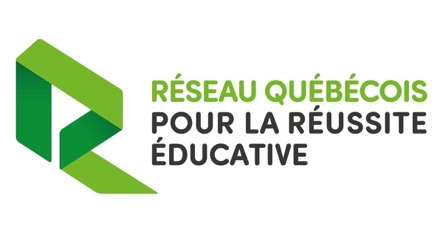 RÉSEAU QUÉBÉCOIS
POUR LA RÉUSSITE
ÉDUCATIVE